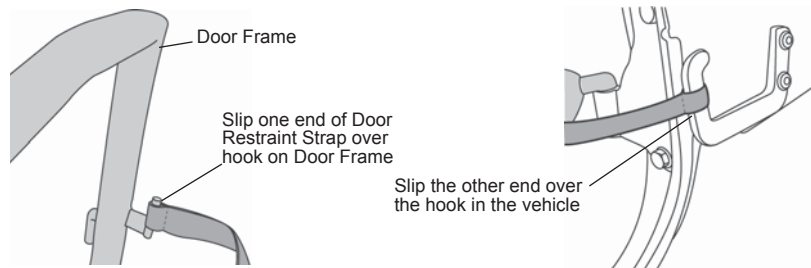 Door Frame
Slip one end of Door
Restraint Strap over
hook on Door Frame
Slip the other end over
the hook in the vehicle